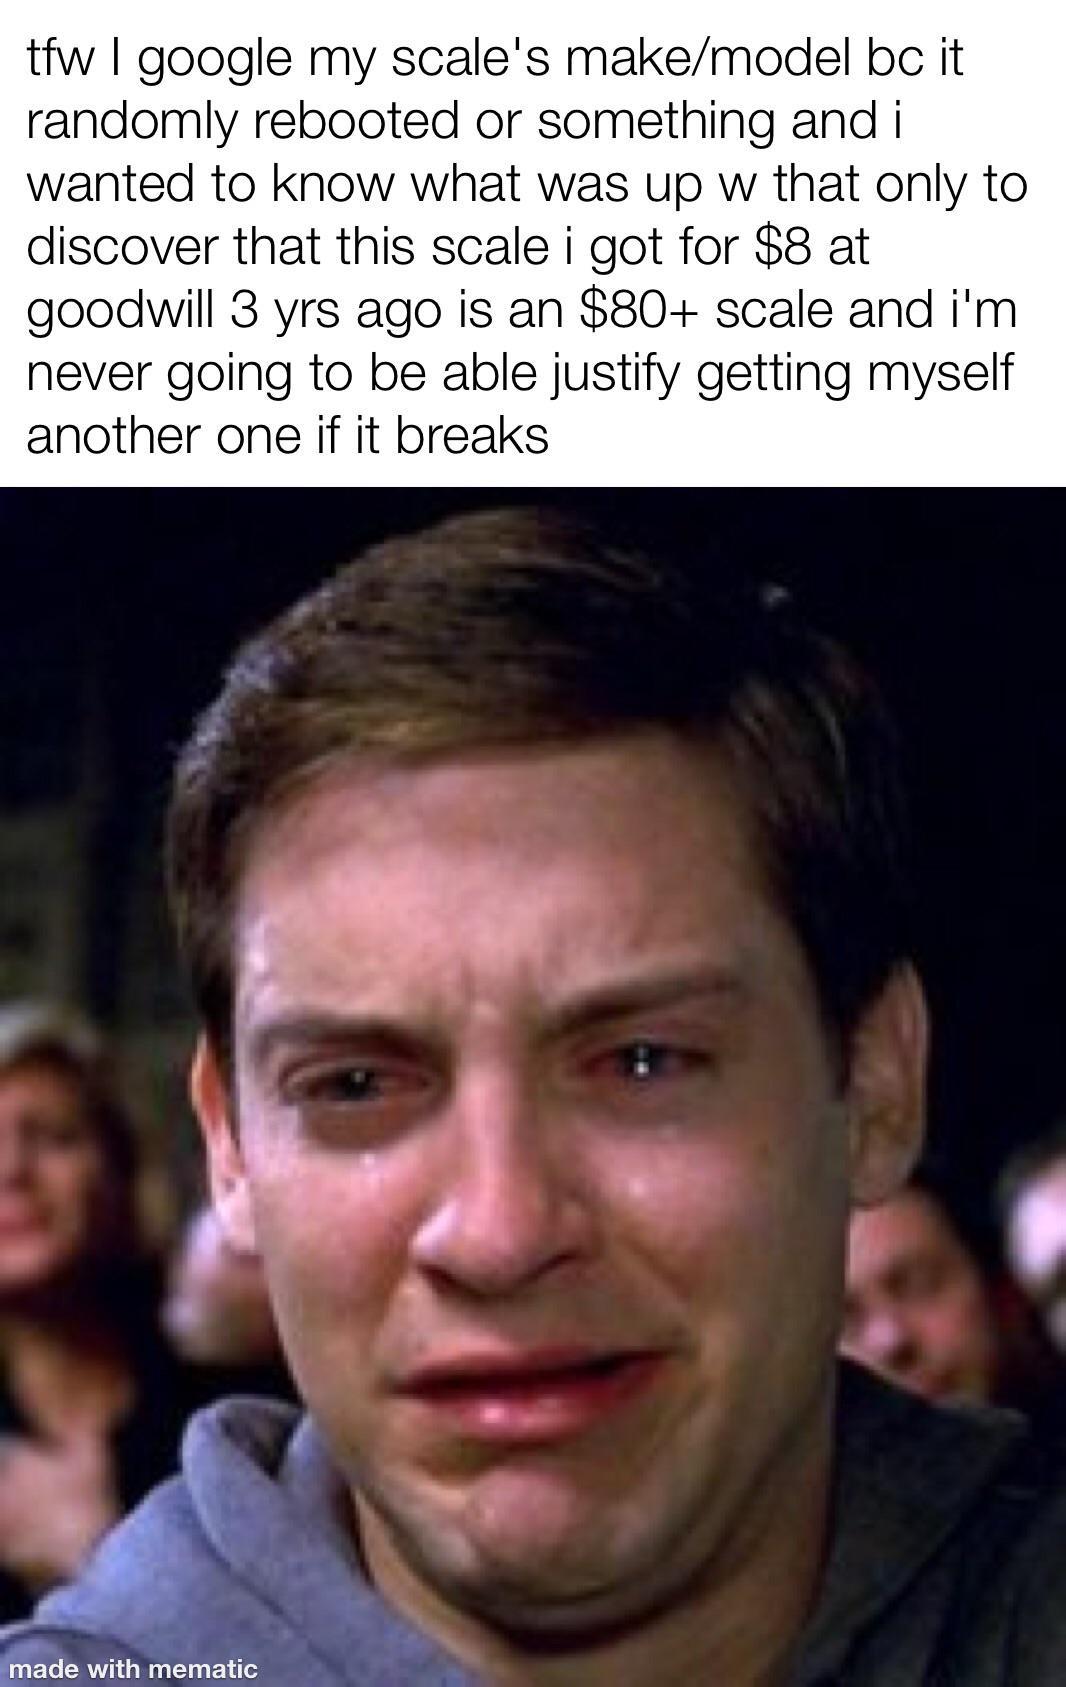 tfw I google my scale's make/model bc it
randomly rebooted or something and i
wanted to know what was up w that only to
discover that this scale i got for $8 at
goodwill 3 yrs ago is an $80+ scale and i'm
never going to be able justify getting myself
another one if it breaks
made with mematic